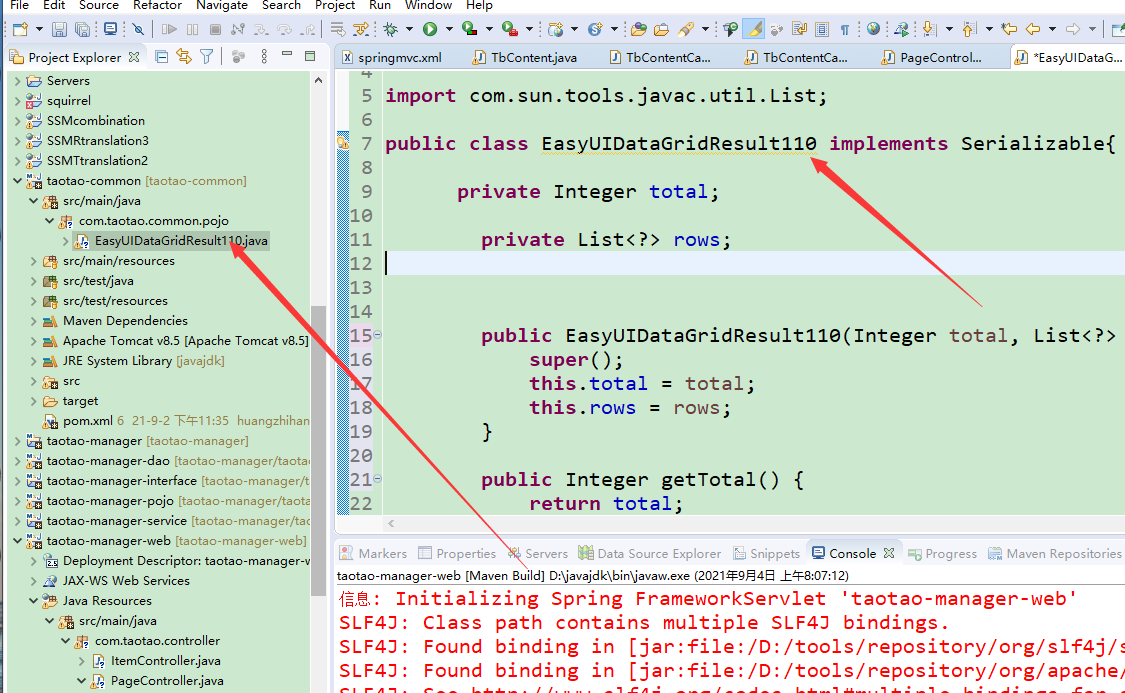 File Edit Source Refactor Navigate Search Project Run Window Help
Project Explorer
springmvc.xml TbContent.java TbContentCa... TbContentCa... PageControl... *EasyUIDataG...
Servers
squirrel
SSMcombination
SSMRtranslation3
SSMTtranslation2
taotao-common [taotao-common]
src/main/java
com.taotao.common.pojo
EasyUIDataGridResult110.java
src/main/resources
src/test/java
src/test/resources
Maven Dependencies
Apache Tomcat v8.5 [Apache Tomcat v8.5]
JRE System Library [javajdk]
src
target
pom.xml 6 21-9-2 下午11:35 huangzhihan
taotao-manager [taotao-manager]
taotao-manager-dao [taotao-manager/taota
taotao-manager-interface [taotao-manager/t
taotao-manager-pojo [taotao-manager/taota
taotao-manager-service [taotao-manager/tac
taotao-manager-web [taotao-manager-web]
Deployment Descriptor: taotao-manager-w
JAX-WS Web Services
Java Resources
src/main/java
com.taotao.controller
ItemController.java
PageController.java
4
5 import com.sun.tools.javac.util.List;
6
7 public class EasyUIDataGridResult110 implements Serializable{
8
9 private Integer total;
10
11 private List<?> rows;
12
13
14
15 public EasyUIDataGridResult110(Integer total, List<?>
16 super();
17 this.total = total;
18 this.rows = rows;
19 }
20
21 public Integer getTotal() {
22 return total;
Markers Properties Servers Data Source Explorer Snippets Console Progress Maven Repositories
taotao-manager-web [Maven Build] D:\javajdk\bin\javaw.exe (2021年9月4日 上午8:07:12)
信息: Initializing Spring FrameworkServlet 'taotao-manager-web'
SLF4J: Class path contains multiple SLF4J bindings.
SLF4J: Found binding in [jar:file:/D:/tools/repository/org/slf4j/s
SLF4J: Found binding in [jar:file:/D:/tools/repository/org/apache/
SLF4J: See http://www.slf4j.org/codes.html#multiple_bindings for